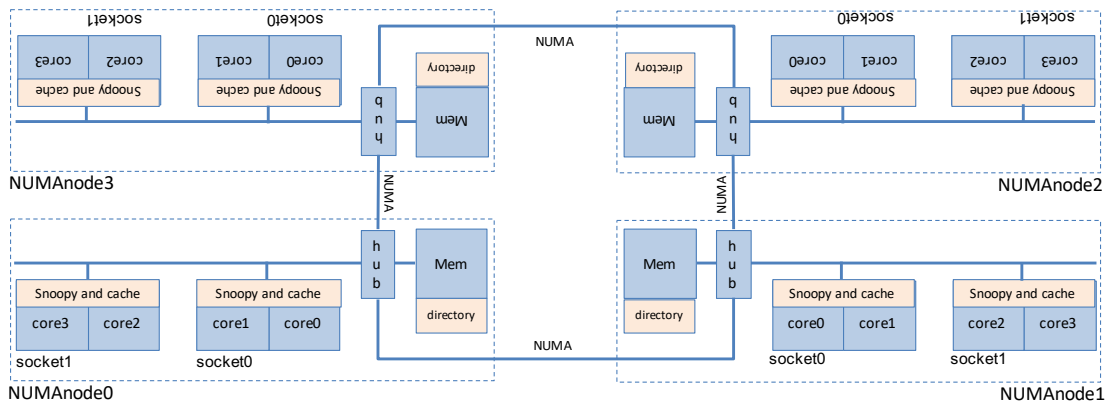 socket1
socket0
core3
core2
core1
core0
Snoopy and cache
Snoopy and cache
directory
Mem
hub
NUMA
NUMAnode3
socket0
socket1
directory
core0
core1
core2
core3
Mem
Snoopy and cache
Snoopy and cache
hub
NUMAnode2
NUMA
NUMA
hub
Mem
Snoopy and cache
Snoopy and cache
directory
core3
core2
core1
core0
socket1
socket0
NUMAnode0
NUMA
Mem
hub
directory
Snoopy and cache
Snoopy and cache
core0
core1
core2
core3
socket0
socket1
NUMAnode1